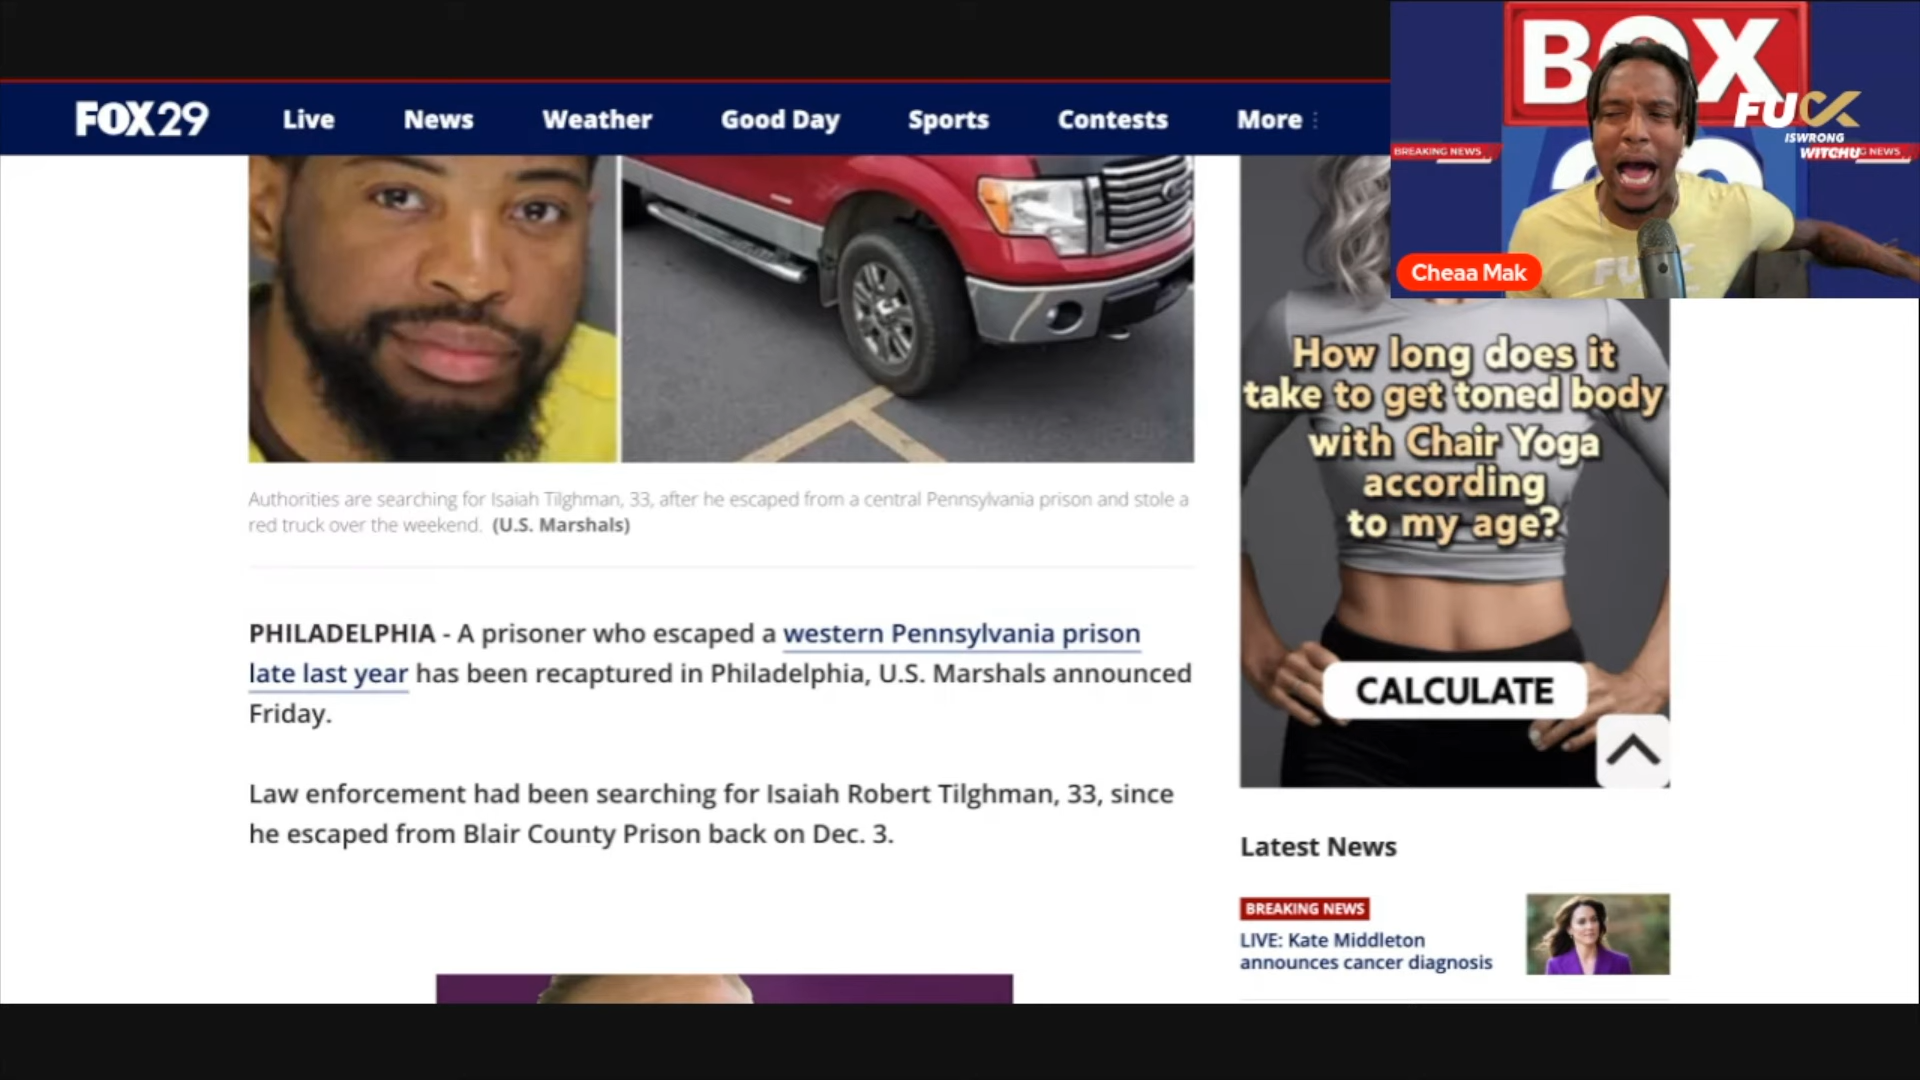 BOX
FUCK
ISWRONG
WITCHU
BREAKING NEWS
G NEWS
Cheaa Mak
FOX 29
Live
News
Weather
Good Day
Sports
Contests
More
How long does it
take to get toned body
with Chair Yoga
according
to my age?
CALCULATE
Authorities are searching for Isaiah Tilghman, 33, after he escaped from a central Pennsylvania prison and stole a
red truck over the weekend. (U.S. Marshals)
PHILADELPHIA - A prisoner who escaped a western Pennsylvania prison
late last year has been recaptured in Philadelphia, U.S. Marshals announced
Friday.
Law enforcement had been searching for Isaiah Robert Tilghman, 33, since
he escaped from Blair County Prison back on Dec. 3.
Latest News
BREAKING NEWS
LIVE: Kate Middleton
announces cancer diagnosis